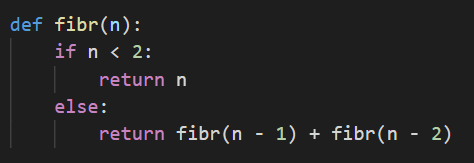 def fibr(n):
    if n < 2:
        return n
    else:
        return fibr(n - 1) + fibr(n - 2)